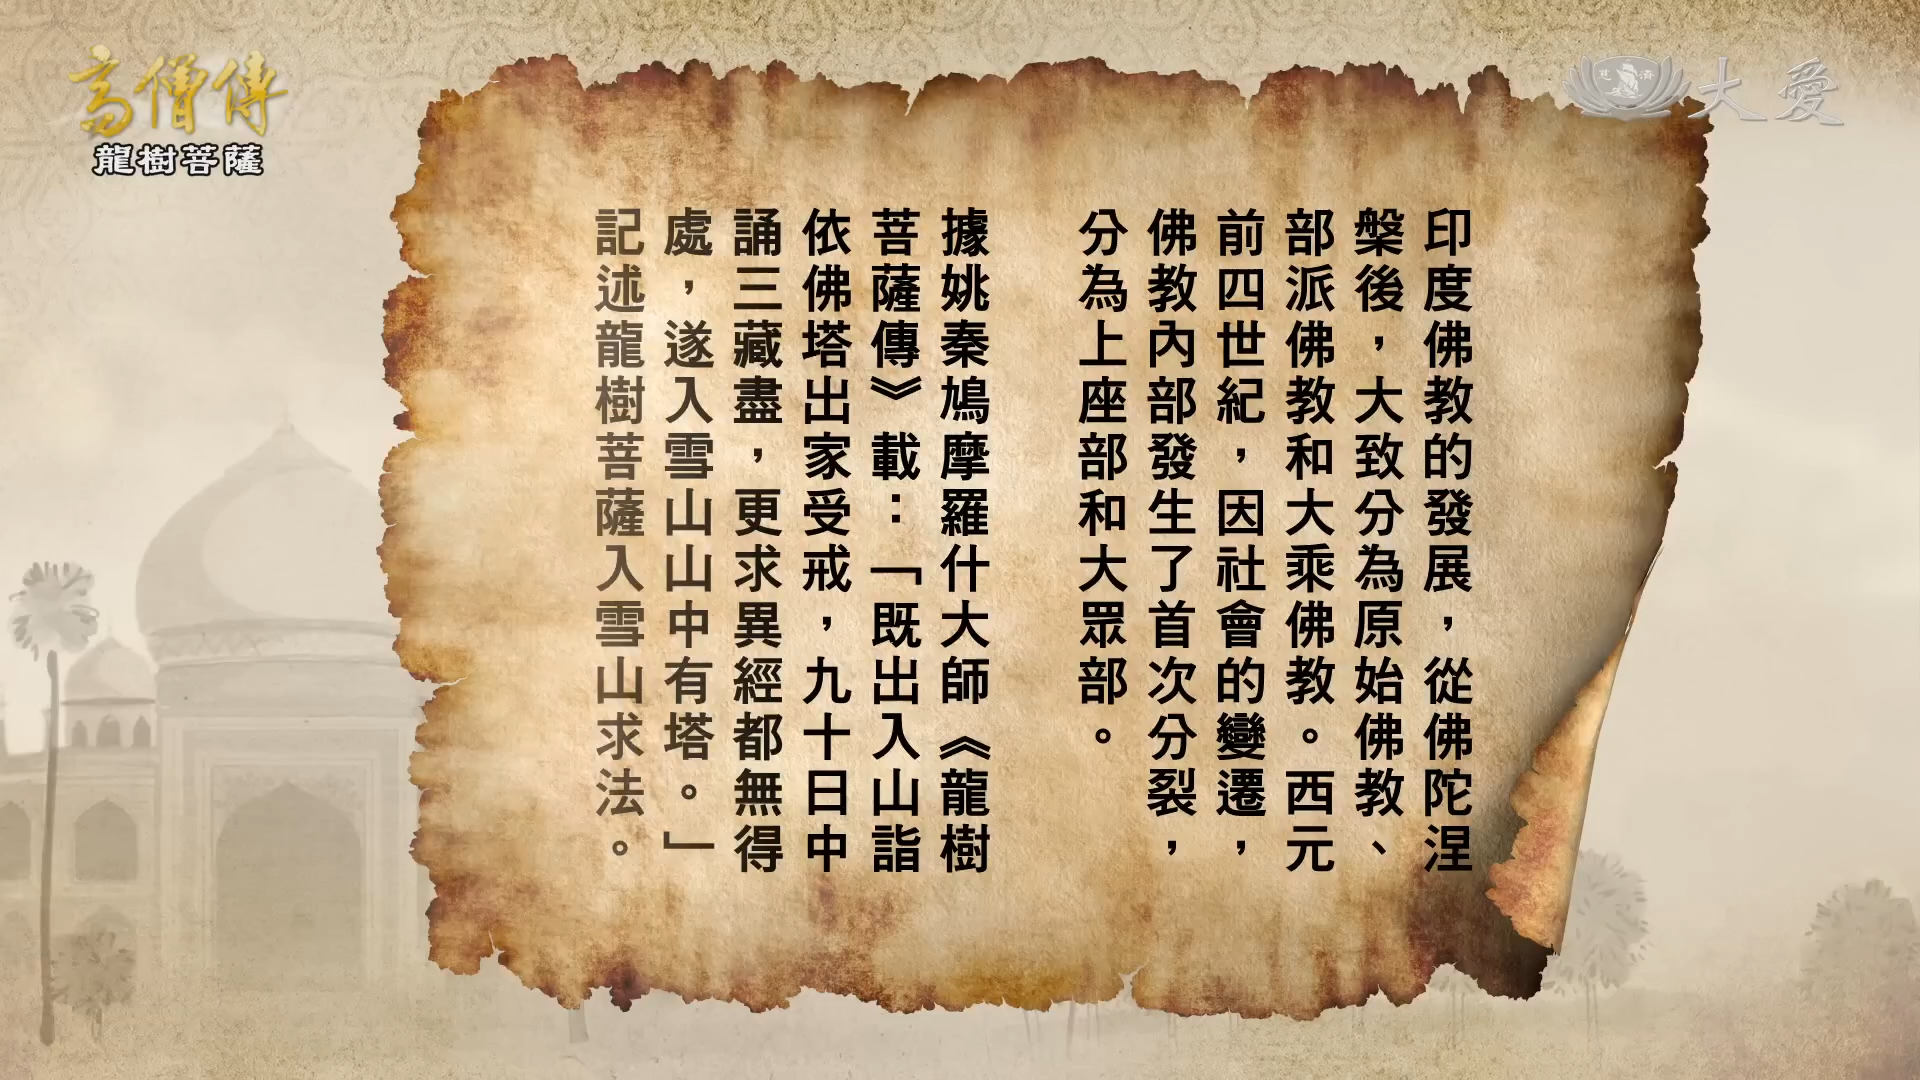 高僧傳
龍樹菩薩
慈濟
大愛
印度佛教的發展，從佛陀涅
槃後，大致分為原始佛教、
部派佛教和大乘佛教。西元
前四世紀，因社會的變遷，
佛教內部發生了首次分裂，
分為上座部和大眾部。
據姚秦鳩摩羅什大師《龍樹
菩薩傳》載：「既出入山詣
依佛塔出家受戒，九十日中
誦三藏盡，更求異經都無得
處，遂入雪山山中有塔。」
記述龍樹菩薩入雪山求法。